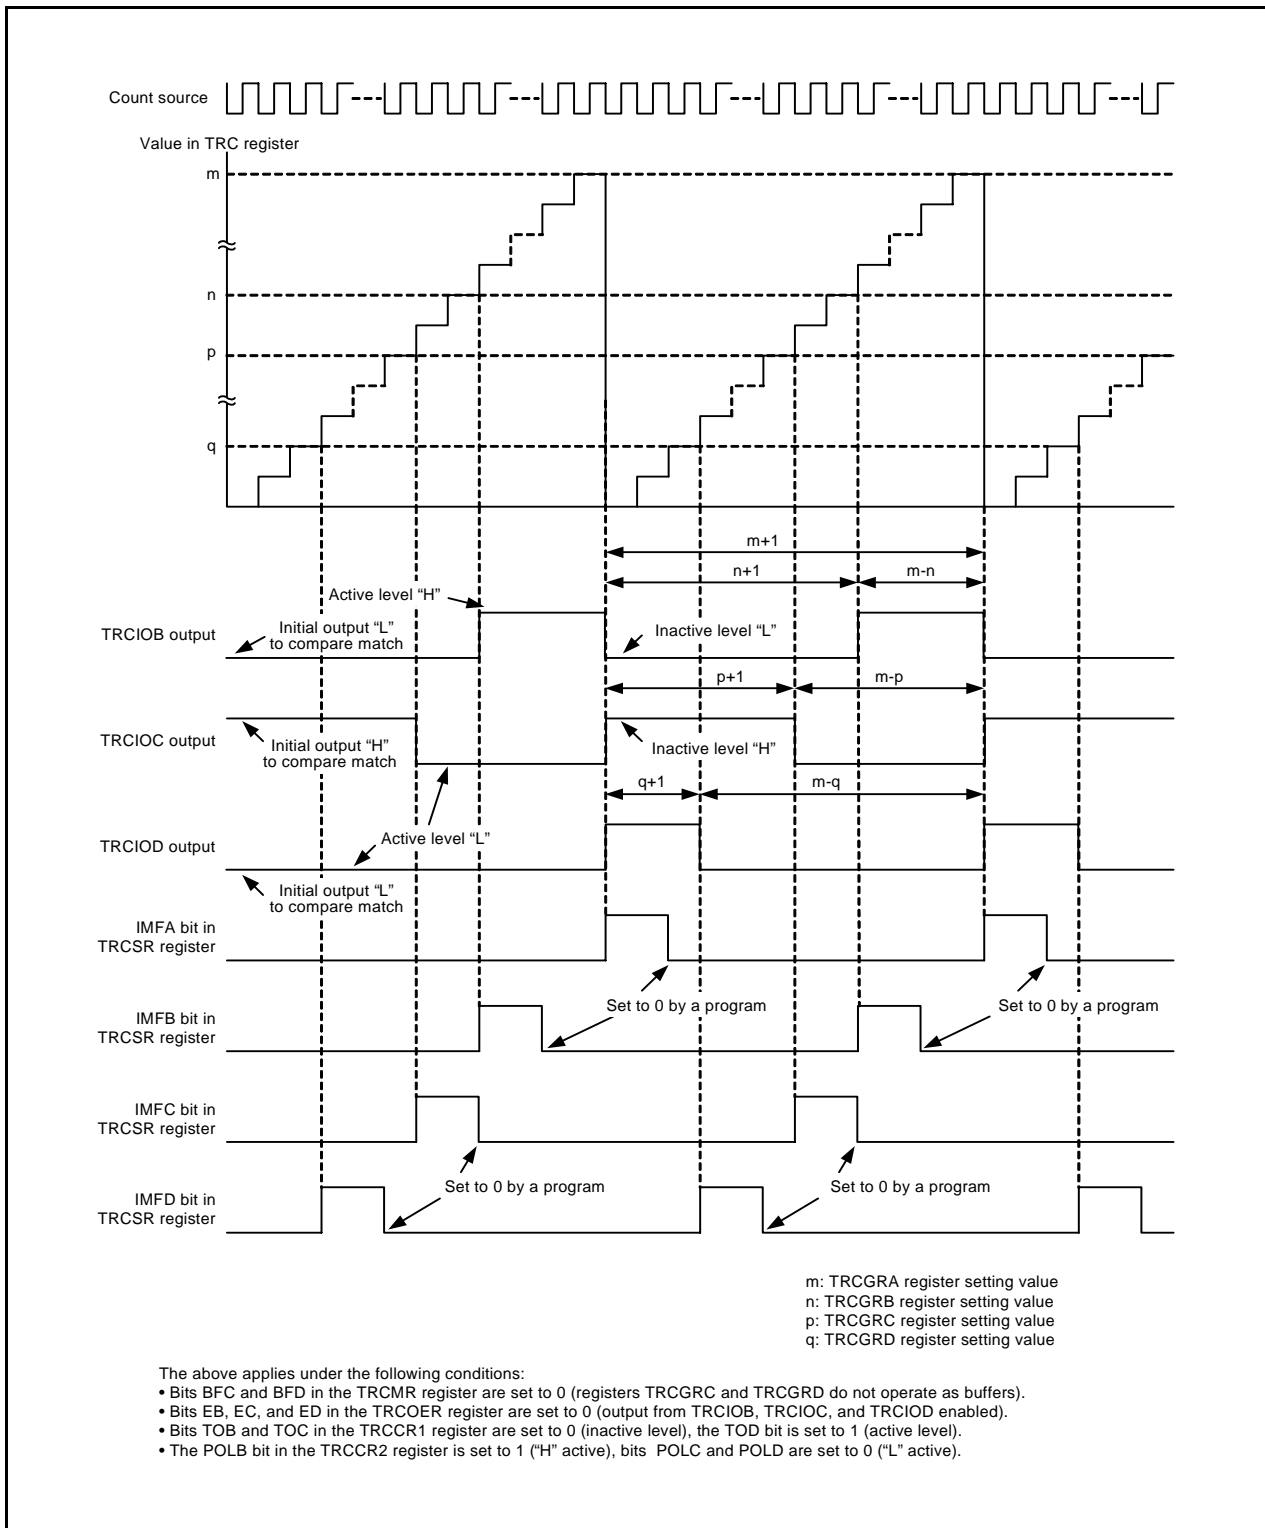 Count source
Value in TRC register
m
n
p
q
m+1
n+1
m-n
Active level “H”
TRCIOB output
Initial output “L”
to compare match
Inactive level “L”
p+1
m-p
TRCIOC output
Initial output “H”
to compare match
Inactive level “H”
q+1
m-q
TRCIOD output
Active level “L”
Initial output “L”
to compare match
IMFA bit in
TRCSR register
Set to 0 by a program
Set to 0 by a program
IMFB bit in
TRCSR register
IMFC bit in
TRCSR register
Set to 0 by a program
Set to 0 by a program
IMFD bit in
TRCSR register
m: TRCGRA register setting value
n: TRCGRB register setting value
p: TRCGRC register setting value
q: TRCGRD register setting value
The above applies under the following conditions:
• Bits BFC and BFD in the TRCMR register are set to 0 (registers TRCGRC and TRCGRD do not operate as buffers).
• Bits EB, EC, and ED in the TRCOER register are set to 0 (output from TRCIOB, TRCIOC, and TRCIOD enabled).
• Bits TOB and TOC in the TRCCR1 register are set to 0 (inactive level), the TOD bit is set to 1 (active level).
• The POLB bit in the TRCCR2 register is set to 1 (“H” active), bits  POLC and POLD are set to 0 (“L” active).